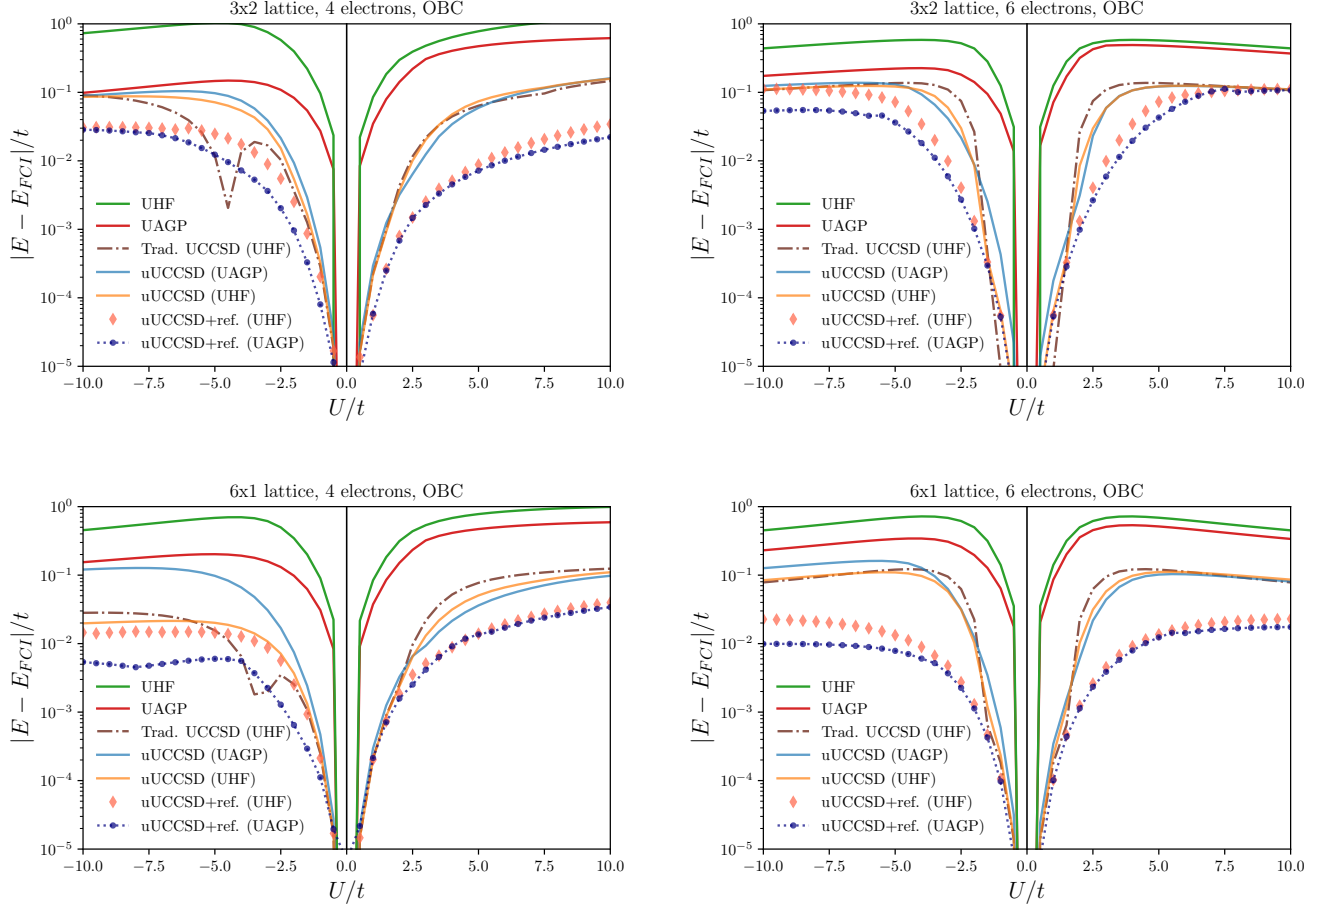 3x2 lattice, 4 electrons, OBC
10^0
10^−1
10^−2
10^−3
10^−4
10^−5
|E − E_{FCI}|/t
UHF
UAGP
Trad. UCCSD (UHF)
uUCCSD (UAGP)
uUCCSD (UHF)
uUCCSD+ref. (UHF)
uUCCSD+ref. (UAGP)
−10.0 −7.5 −5.0 −2.5 0.0 2.5 5.0 7.5 10.0
U/t
3x2 lattice, 6 electrons, OBC
10^0
10^−1
10^−2
10^−3
10^−4
10^−5
|E − E_{FCI}|/t
UHF
UAGP
Trad. UCCSD (UHF)
uUCCSD (UAGP)
uUCCSD (UHF)
uUCCSD+ref. (UHF)
uUCCSD+ref. (UAGP)
−10.0 −7.5 −5.0 −2.5 0.0 2.5 5.0 7.5 10.0
U/t
6x1 lattice, 4 electrons, OBC
10^0
10^−1
10^−2
10^−3
10^−4
10^−5
|E − E_{FCI}|/t
UHF
UAGP
Trad. UCCSD (UHF)
uUCCSD (UAGP)
uUCCSD (UHF)
uUCCSD+ref. (UHF)
uUCCSD+ref. (UAGP)
−10.0 −7.5 −5.0 −2.5 0.0 2.5 5.0 7.5 10.0
U/t
6x1 lattice, 6 electrons, OBC
10^0
10^−1
10^−2
10^−3
10^−4
10^−5
|E − E_{FCI}|/t
UHF
UAGP
Trad. UCCSD (UHF)
uUCCSD (UAGP)
uUCCSD (UHF)
uUCCSD+ref. (UHF)
uUCCSD+ref. (UAGP)
−10.0 −7.5 −5.0 −2.5 0.0 2.5 5.0 7.5 10.0
U/t